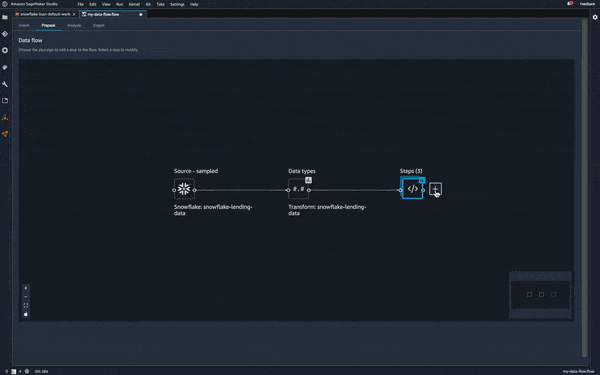 Amazon SageMaker Studio
File Edit View Run Kernel Git Tabs Settings Help
Feedback
snowflake-loan-default-work
my-data-flow.flow
Import Prepare Analyze Export
Data flow
Choose the plus sign to add a step to the flow. Select a step to modify.
Source - sampled
Data types
Steps (3)
#.#
</>
Snowflake: snowflake-lending-
data
Transform: snowflake-lending-
data
0 4 Git: Idle
my-data-flow.flow